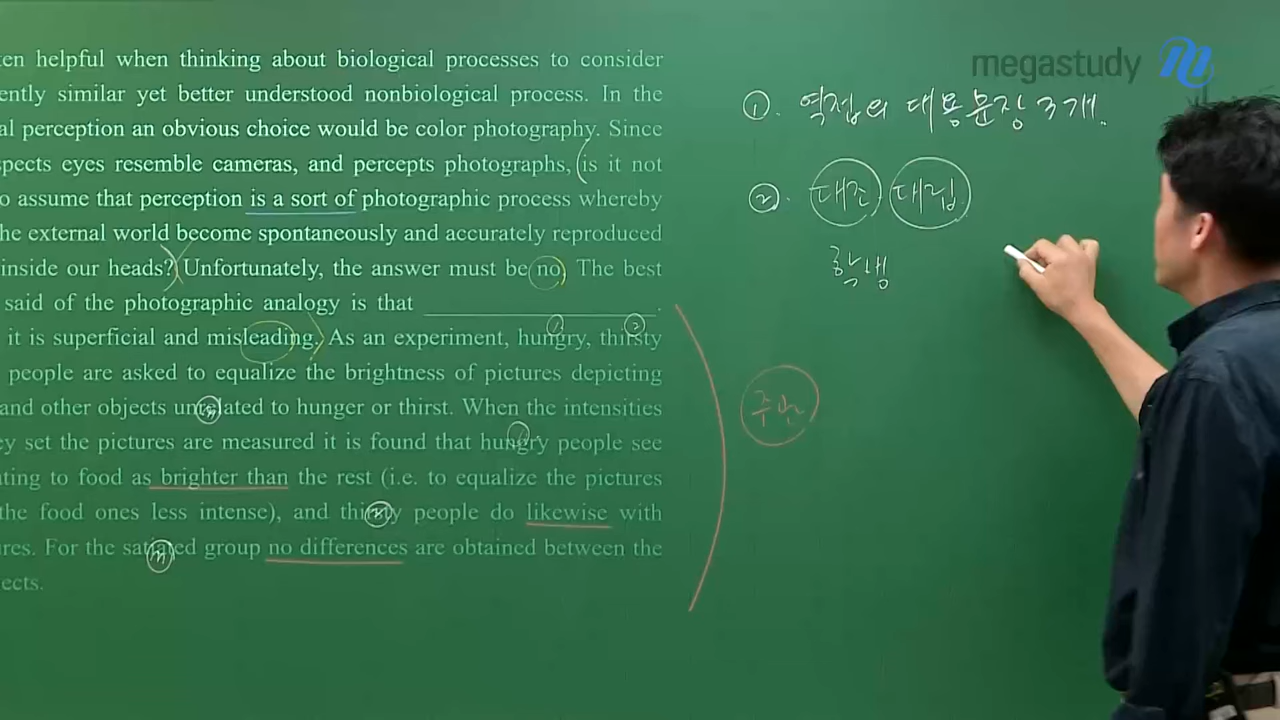 en helpful when thinking about biological processes to consider
ently similar yet better understood nonbiological process. In the
al perception an obvious choice would be color photography. Since
spects eyes resemble cameras, and percepts photographs, is it not
o assume that perception is a sort of photographic process whereby
he external world become spontaneously and accurately reproduced
inside our heads? Unfortunately, the answer must be no. The best
said of the photographic analogy is that ____________________.
it is superficial and misleading. As an experiment, hungry, thirsty
people are asked to equalize the brightness of pictures depicting
and other objects unrelated to hunger or thirst. When the intensities
ey set the pictures are measured it is found that hungry people see
ating to food as brighter than the rest (i.e. to equalize the pictures
the food ones less intense), and thirsty people do likewise with
res. For the satiated group no differences are obtained between the
ects.
megastudy
① 역접의 대용문장 3개.
② 대조 대립
학생
주관
① ②